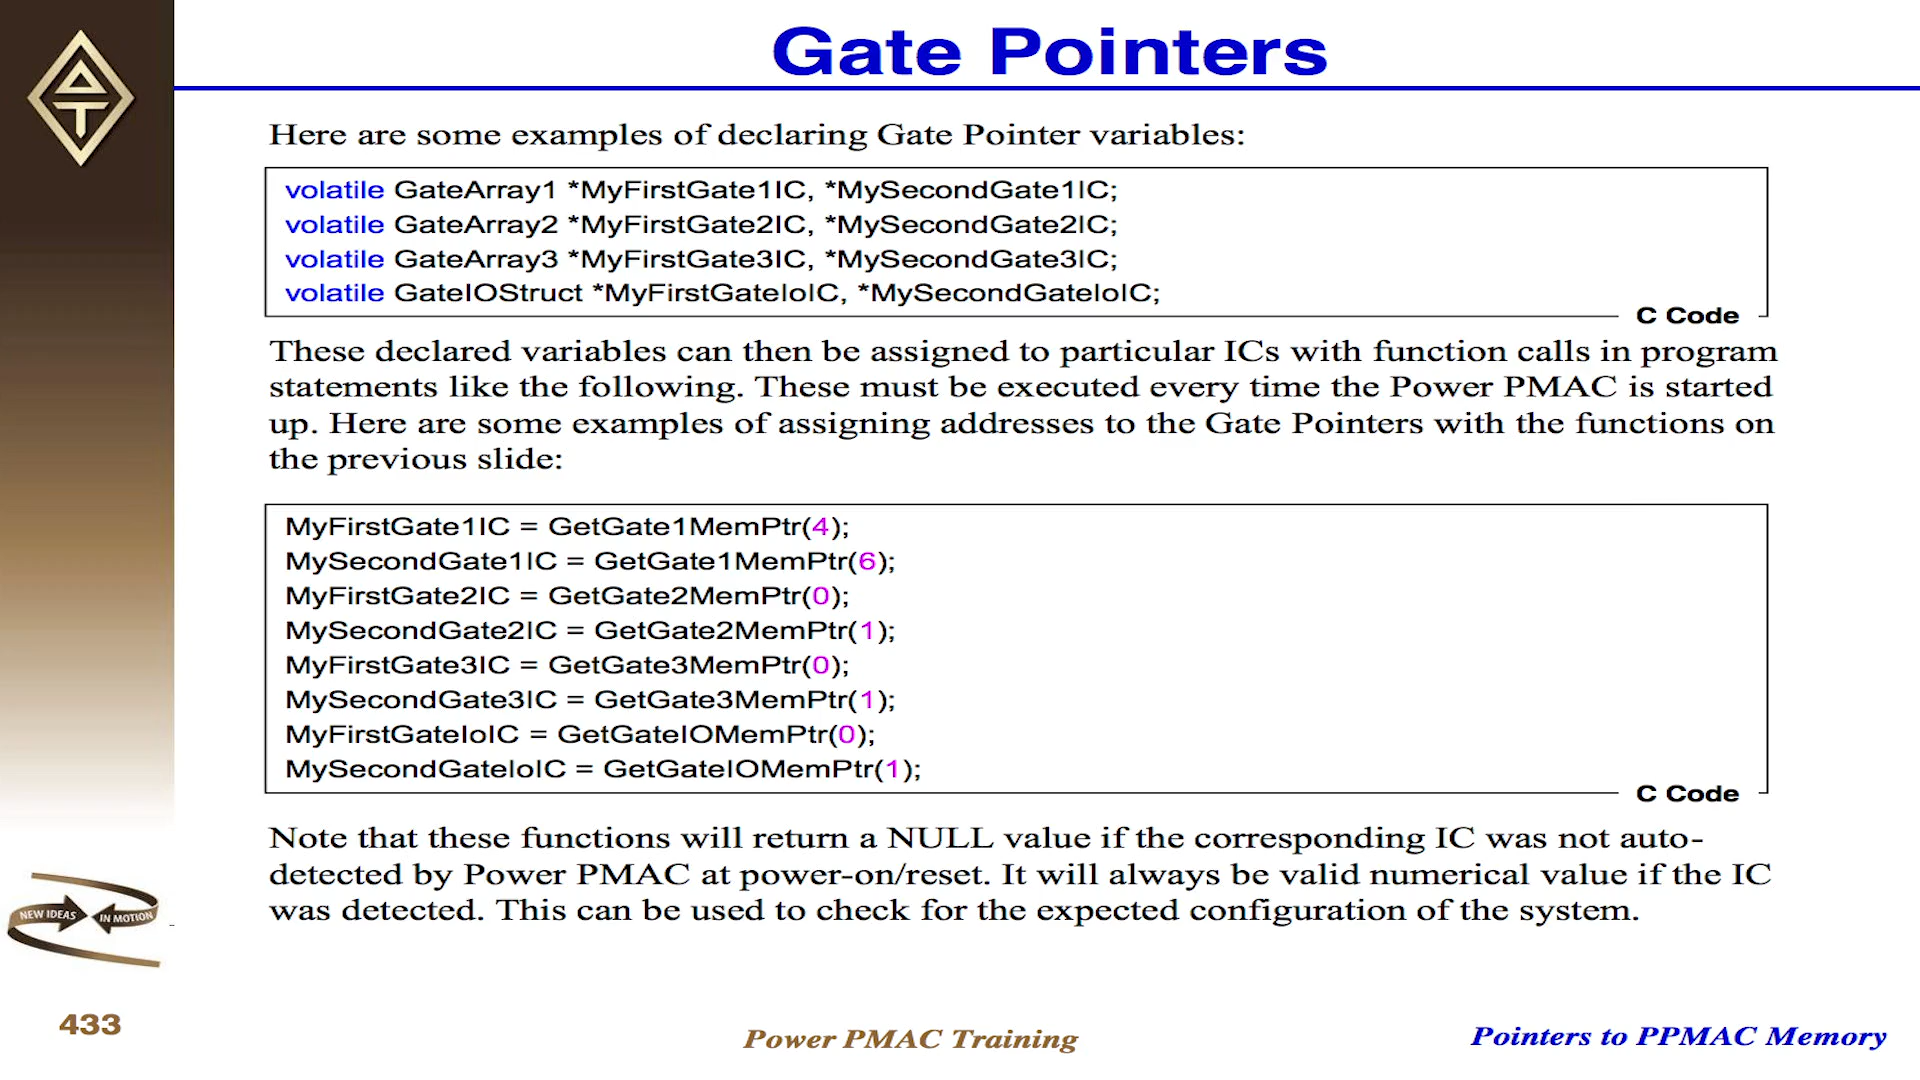 Gate Pointers
Here are some examples of declaring Gate Pointer variables:
volatile GateArray1 *MyFirstGate1IC, *MySecondGate1IC;
volatile GateArray2 *MyFirstGate2IC, *MySecondGate2IC;
volatile GateArray3 *MyFirstGate3IC, *MySecondGate3IC;
volatile GateIOStruct *MyFirstGateIoIC, *MySecondGateIoIC;
C Code
These declared variables can then be assigned to particular ICs with function calls in program
statements like the following. These must be executed every time the Power PMAC is started
up. Here are some examples of assigning addresses to the Gate Pointers with the functions on
the previous slide:
MyFirstGate1IC = GetGate1MemPtr(4);
MySecondGate1IC = GetGate1MemPtr(6);
MyFirstGate2IC = GetGate2MemPtr(0);
MySecondGate2IC = GetGate2MemPtr(1);
MyFirstGate3IC = GetGate3MemPtr(0);
MySecondGate3IC = GetGate3MemPtr(1);
MyFirstGateIoIC = GetGateIOMemPtr(0);
MySecondGateIoIC = GetGateIOMemPtr(1);
C Code
Note that these functions will return a NULL value if the corresponding IC was not auto-
detected by Power PMAC at power-on/reset. It will always be valid numerical value if the IC
was detected. This can be used to check for the expected configuration of the system.
NEW IDEAS IN MOTION
433
Power PMAC Training
Pointers to PPMAC Memory